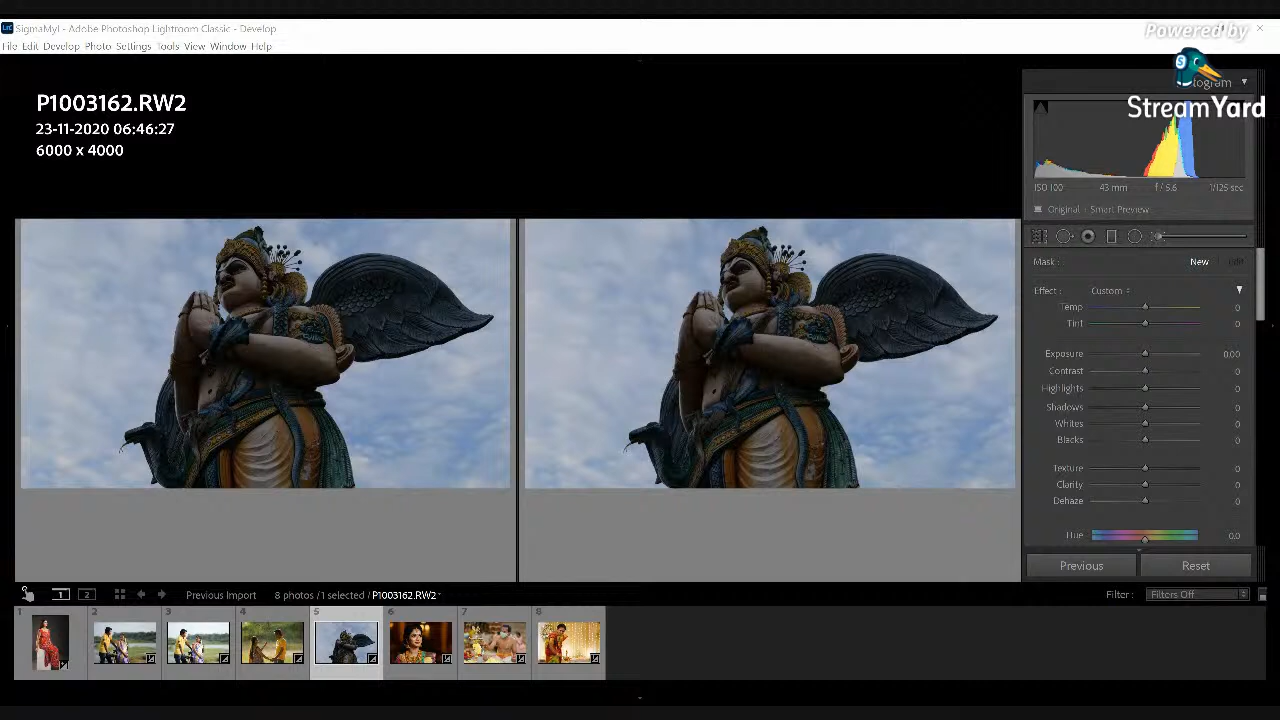 SigmaMyl - Adobe Photoshop Lightroom Classic - Develop
File Edit Develop Photo Settings Tools View Window Help
Powered by
StreamYard
P1003162.RW2
23-11-2020 06:46:27
6000 x 4000
ISO 100 43 mm f / 5.6 1/125 sec
Original + Smart Preview
Mask : New Edit
Effect : Custom
Temp 0
Tint 0
Exposure 0.00
Contrast 0
Highlights 0
Shadows 0
Whites 0
Blacks 0
Texture 0
Clarity 0
Dehaze 0
Hue 0.0
Previous Reset
1 2 Previous Import 8 photos / 1 selected / P1003162.RW2 Filter : Filters Off
1 2 3 4 5 6 7 8